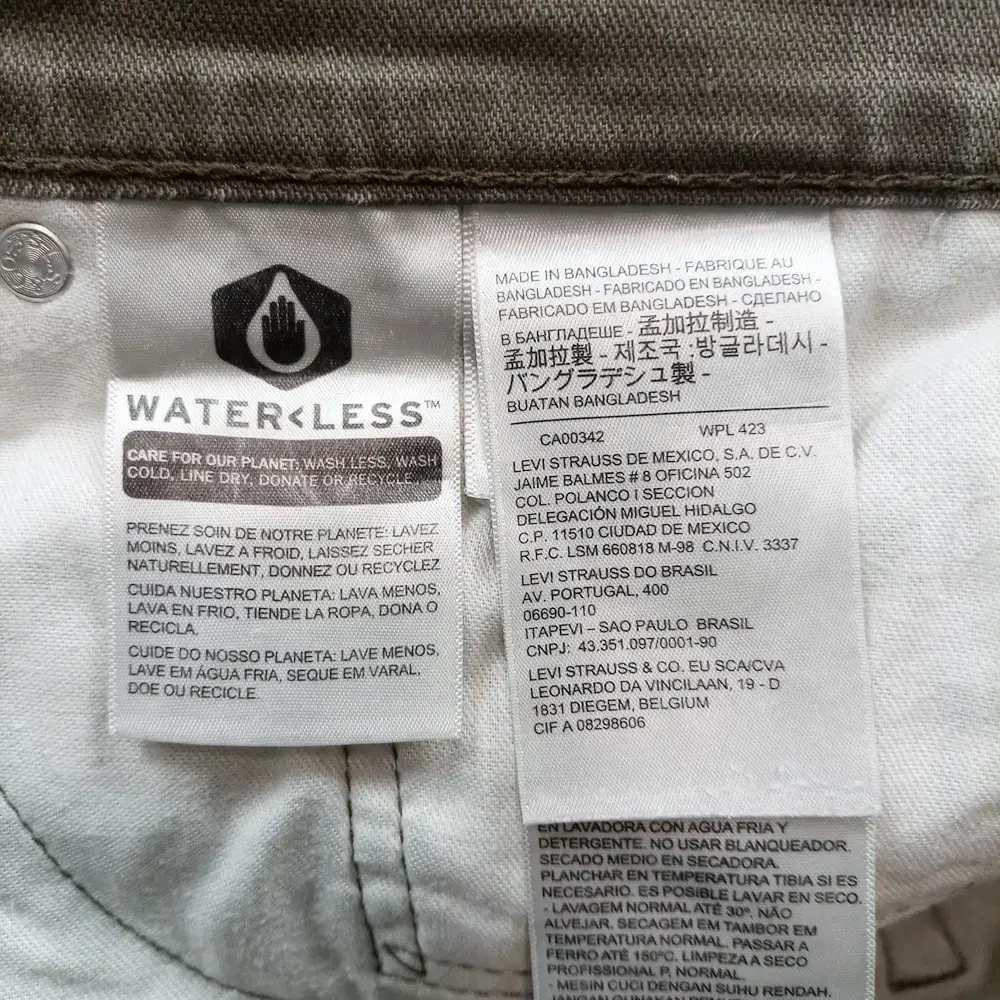 WATER<LESS™
CARE FOR OUR PLANET: WASH LESS, WASH
COLD, LINE DRY, DONATE OR RECYCLE.
PRENEZ SOIN DE NOTRE PLANETE: LAVEZ
MOINS, LAVEZ A FROID, LAISSEZ SECHER
NATURELLEMENT, DONNEZ OU RECYCLEZ
CUIDA NUESTRO PLANETA: LAVA MENOS,
LAVA EN FRIO, TIENDE LA ROPA, DONA O
RECICLA.
CUIDE DO NOSSO PLANETA: LAVE MENOS,
LAVE EM ÁGUA FRIA, SEQUE EM VARAL,
DOE OU RECICLE.
MADE IN BANGLADESH - FABRIQUE AU
BANGLADESH - FABRICADO EN BANGLADESH -
FABRICADO EM BANGLADESH - СДЕЛАНО
В БАНГЛАДЕШЕ - 孟加拉制造 -
孟加拉製 - 제조국 :방글라데시 -
バングラデシュ製 -
BUATAN BANGLADESH
CA00342 WPL 423
LEVI STRAUSS DE MEXICO, S.A. DE C.V.
JAIME BALMES # 8 OFICINA 502
COL. POLANCO I SECCION
DELEGACIÓN MIGUEL HIDALGO
C.P. 11510 CIUDAD DE MEXICO
R.F.C. LSM 660818 M-98 C.N.I.V. 3337
LEVI STRAUSS DO BRASIL
AV. PORTUGAL, 400
06690-110
ITAPEVI – SAO PAULO BRASIL
CNPJ: 43.351.097/0001-90
LEVI STRAUSS & CO. EU SCA/CVA
LEONARDO DA VINCILAAN, 19 - D
1831 DIEGEM, BELGIUM
CIF A 08298606
EN LAVADORA CON AGUA FRIA Y
DETERGENTE. NO USAR BLANQUEADOR.
SECADO MEDIO EN SECADORA.
PLANCHAR EN TEMPERATURA TIBIA SI ES
NECESARIO. ES POSIBLE LAVAR EN SECO.
- LAVAGEM NORMAL ATÉ 30º. NÃO
ALVEJAR. SECAGEM EM TAMBOR EM
TEMPERATURA NORMAL. PASSAR A
FERRO ATÉ 150ºC. LIMPEZA A SECO
PROFISSIONAL P, NORMAL.
- MESIN CUCI DENGAN SUHU RENDAH,
JANGAN GUNAKAN